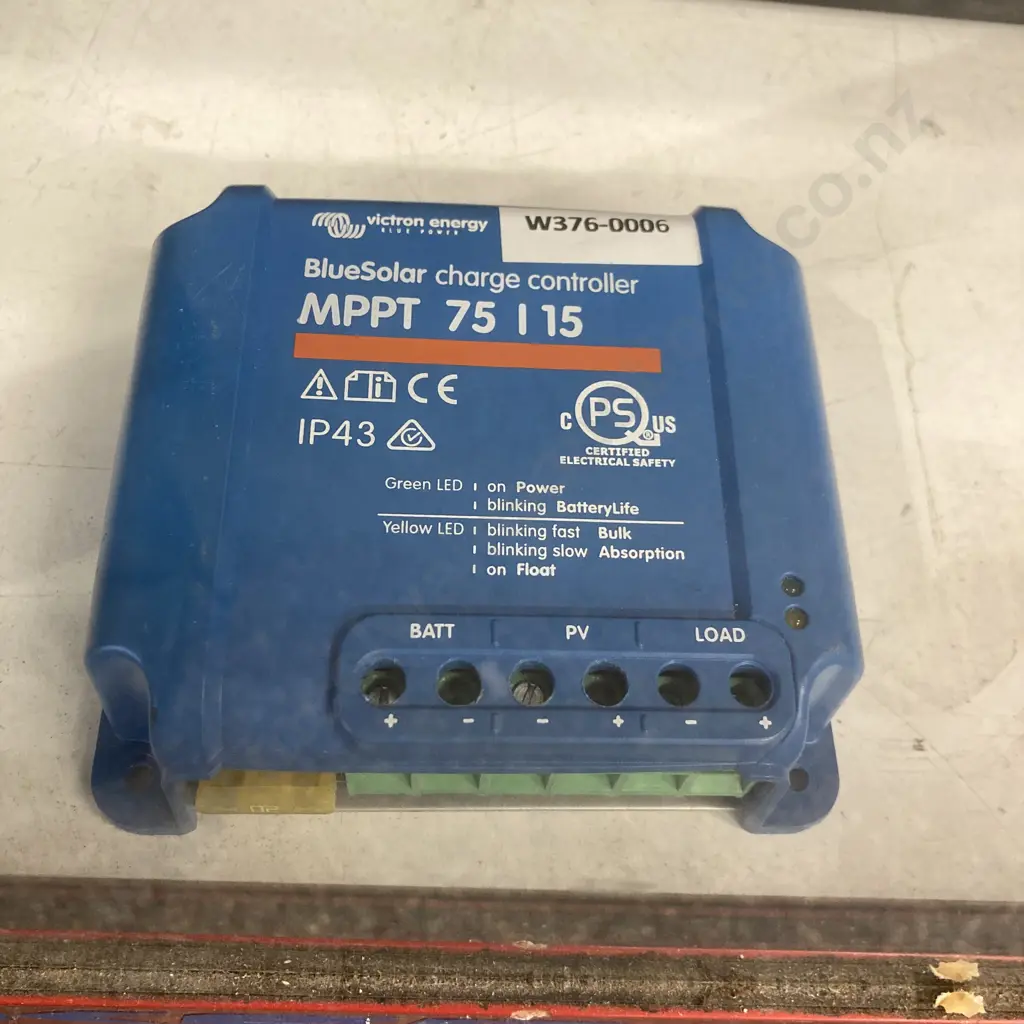 victron energy
BLUE POWER
W376-0006
BlueSolar charge controller
MPPT 75 | 15
CE
IP43
c PS US
CERTIFIED
ELECTRICAL SAFETY
Green LED on Power
blinking BatteryLife
Yellow LED blinking fast Bulk
blinking slow Absorption
on Float
BATT PV LOAD
+ - - + - +
co.nz